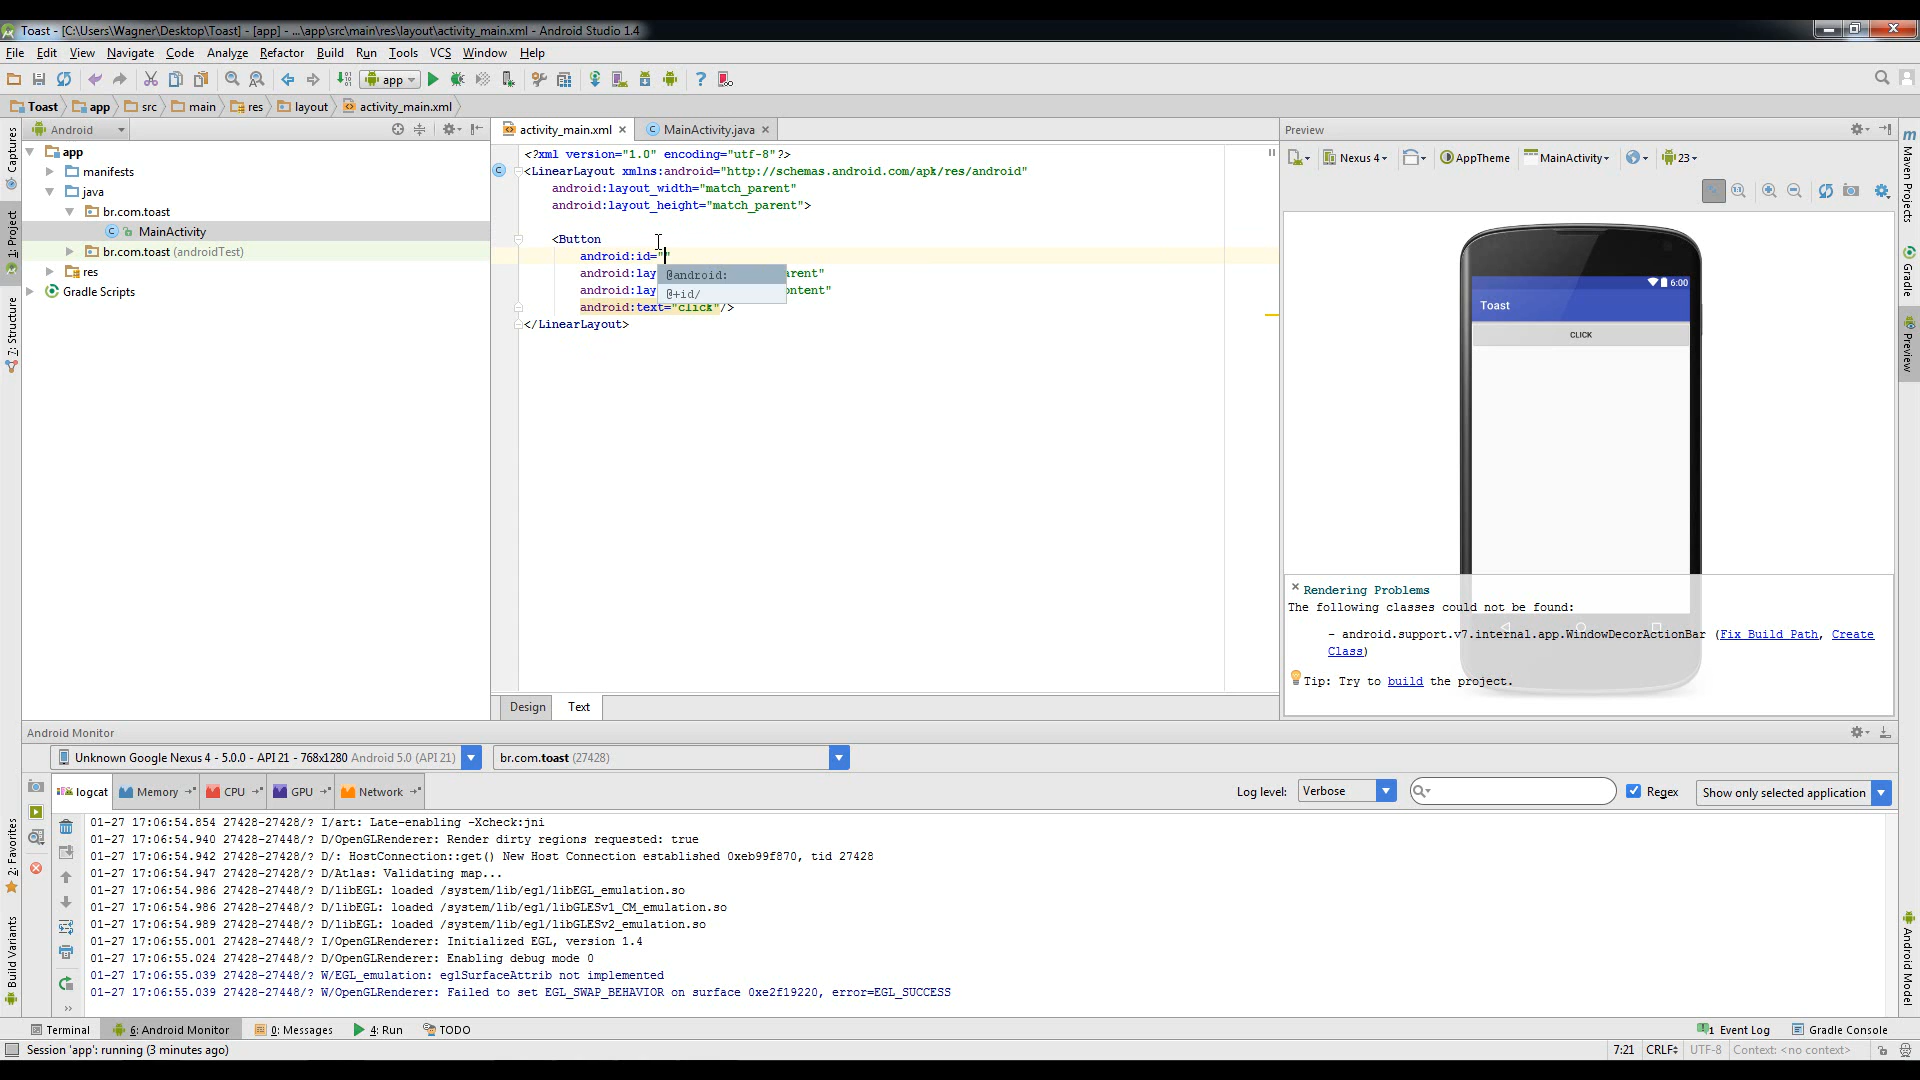 Toast - [C:\Users\Wagner\Desktop\Toast] - [app] - ...\app\src\main\res\layout\activity_main.xml - Android Studio 1.4
File Edit View Navigate Code Analyze Refactor Build Run Tools VCS Window Help
app
Toast app src main res layout activity_main.xml
Android
activity_main.xml MainActivity.java
Preview
Captures
1: Project
7: Structure
2: Favorites
Build Variants
app
manifests
java
br.com.toast
MainActivity
br.com.toast (androidTest)
res
Gradle Scripts
<?xml version="1.0" encoding="utf-8"?>
<LinearLayout xmlns:android="http://schemas.android.com/apk/res/android"
android:layout_width="match_parent"
android:layout_height="match_parent">
<Button
android:id=""
android:lay arent"
android:lay ontent"
android:text="click"/>
</LinearLayout>
@android:
@+id/
Design Text
Nexus 4 AppTheme MainActivity 23
6:00
Toast
CLICK
Rendering Problems
The following classes could not be found:
- android.support.v7.internal.app.WindowDecorActionBar (Fix Build Path, Create
Class)
Tip: Try to build the project.
Maven Projects
Gradle
Preview
Android Model
Android Monitor
Unknown Google Nexus 4 - 5.0.0 - API 21 - 768x1280 Android 5.0 (API 21) br.com.toast (27428)
logcat Memory CPU GPU Network Log level: Verbose Regex Show only selected application
01-27 17:06:54.854 27428-27428/? I/art: Late-enabling -Xcheck:jni
01-27 17:06:54.940 27428-27448/? D/OpenGLRenderer: Render dirty regions requested: true
01-27 17:06:54.942 27428-27428/? D/: HostConnection::get() New Host Connection established 0xeb99f870, tid 27428
01-27 17:06:54.947 27428-27428/? D/Atlas: Validating map...
01-27 17:06:54.986 27428-27448/? D/libEGL: loaded /system/lib/egl/libEGL_emulation.so
01-27 17:06:54.986 27428-27448/? D/libEGL: loaded /system/lib/egl/libGLESv1_CM_emulation.so
01-27 17:06:54.989 27428-27448/? D/libEGL: loaded /system/lib/egl/libGLESv2_emulation.so
01-27 17:06:55.001 27428-27448/? I/OpenGLRenderer: Initialized EGL, version 1.4
01-27 17:06:55.024 27428-27448/? D/OpenGLRenderer: Enabling debug mode 0
01-27 17:06:55.039 27428-27448/? W/EGL_emulation: eglSurfaceAttrib not implemented
01-27 17:06:55.039 27428-27448/? W/OpenGLRenderer: Failed to set EGL_SWAP_BEHAVIOR on surface 0xe2f19220, error=EGL_SUCCESS
Terminal 6: Android Monitor 0: Messages 4: Run TODO 1 Event Log Gradle Console
Session 'app': running (3 minutes ago) 7:21 CRLF UTF-8 Context: <no context>